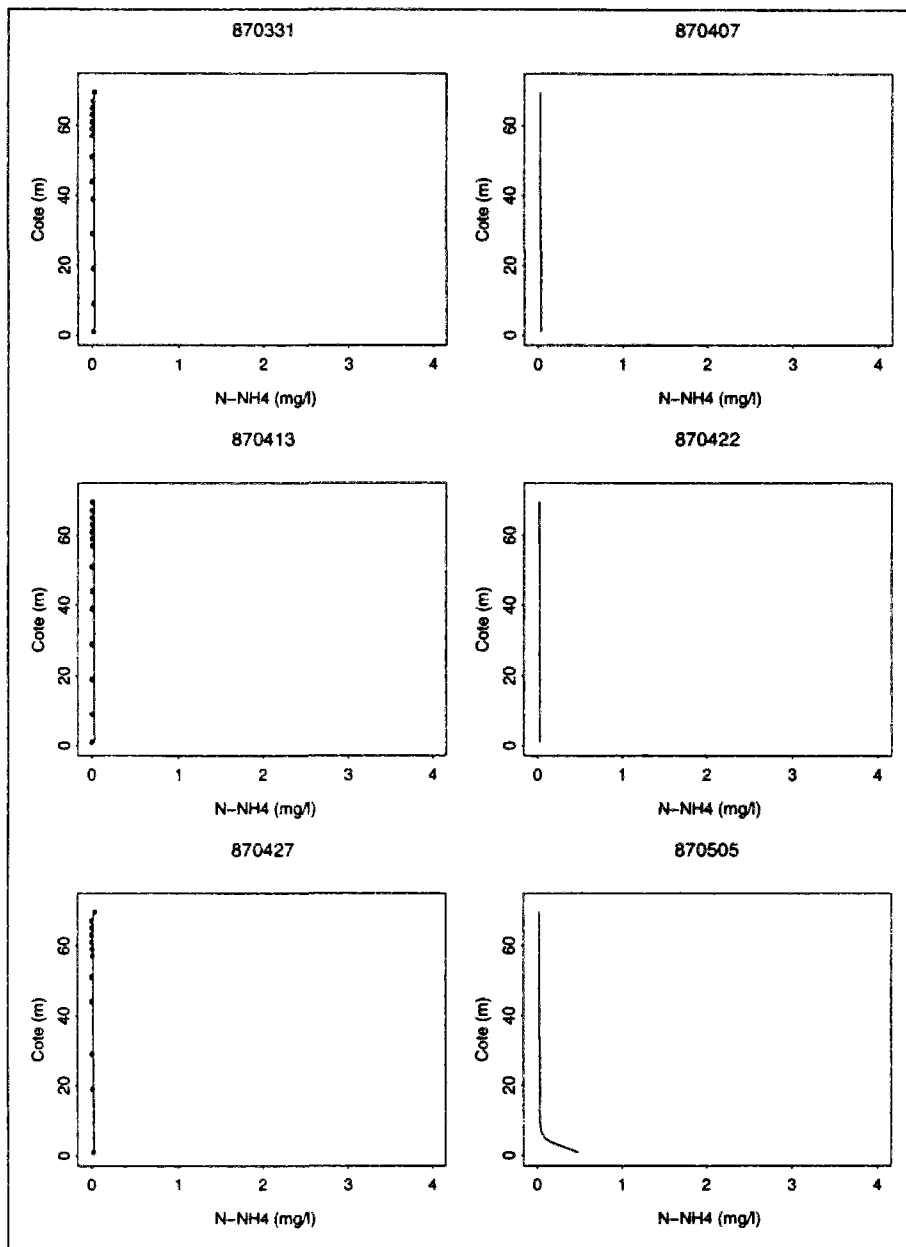 870331
870407
Cote (m)
0 20 40 60
0 1 2 3 4
N-NH4 (mg/l)
Cote (m)
0 20 40 60
0 1 2 3 4
N-NH4 (mg/l)
870413
870422
Cote (m)
0 20 40 60
0 1 2 3 4
N-NH4 (mg/l)
Cote (m)
0 20 40 60
0 1 2 3 4
N-NH4 (mg/l)
870427
870505
Cote (m)
0 20 40 60
0 1 2 3 4
N-NH4 (mg/l)
Cote (m)
0 20 40 60
0 1 2 3 4
N-NH4 (mg/l)